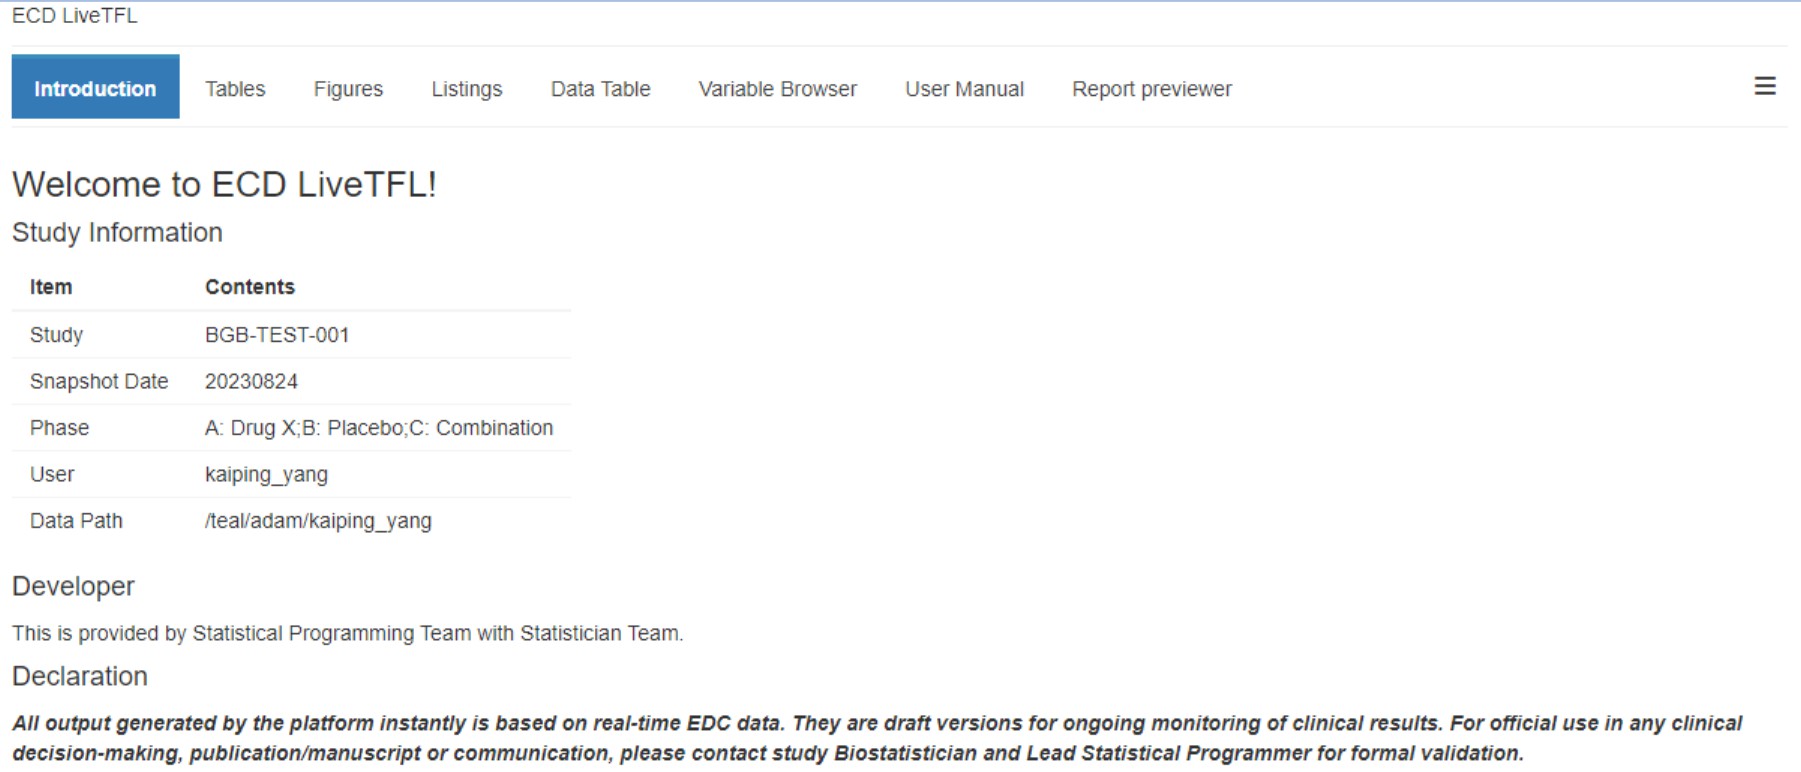 ECD LiveTFL
Introduction Tables Figures Listings Data Table Variable Browser User Manual Report previewer
Welcome to ECD LiveTFL!
Study Information
Item Contents
Study BGB-TEST-001
Snapshot Date 20230824
Phase A: Drug X;B: Placebo;C: Combination
User kaiping_yang
Data Path /teal/adam/kaiping_yang
Developer
This is provided by Statistical Programming Team with Statistician Team.
Declaration
All output generated by the platform instantly is based on real-time EDC data. They are draft versions for ongoing monitoring of clinical results. For official use in any clinical
decision-making, publication/manuscript or communication, please contact study Biostatistician and Lead Statistical Programmer for formal validation.